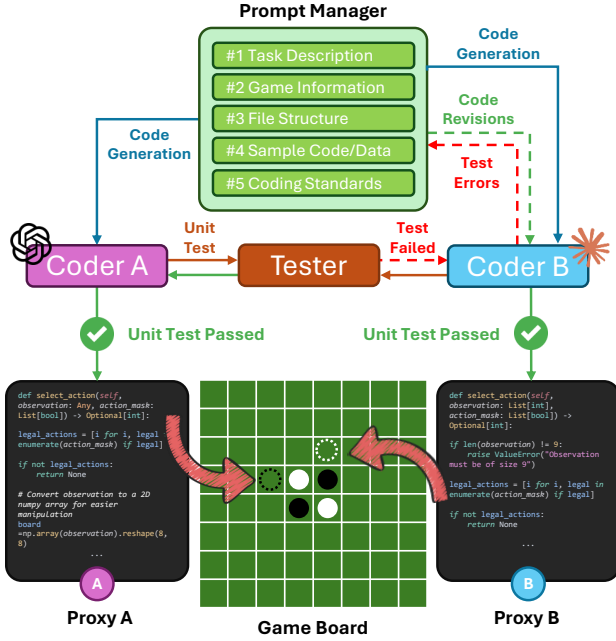 Prompt Manager
#1 Task Description
#2 Game Information
#3 File Structure
#4 Sample Code/Data
#5 Coding Standards
Code
Generation
Code
Generation
Code
Revisions
Test
Errors
Unit
Test
Test
Failed
Coder A
Tester
Coder B
Unit Test Passed
Unit Test Passed
def select_action(self,
observation: Any, action_mask:
List[bool]) -> Optional[int]:
legal_actions = [i for i, legal
enumerate(action_mask) if legal]
if not legal_actions:
return None
# Convert observation to a 2D
numpy array for easier
manipulation
board
=np.array(observation).reshape(8,
8)
...
A
Proxy A
Game Board
def select_action(self,
observation: List[int],
action_mask: List[bool]) ->
Optional[int]:
if len(observation) != 9:
raise ValueError("Observation
must be of size 9")
legal_actions = [i for i, legal in
enumerate(action_mask) if legal]
if not legal_actions:
return None
...
B
Proxy B